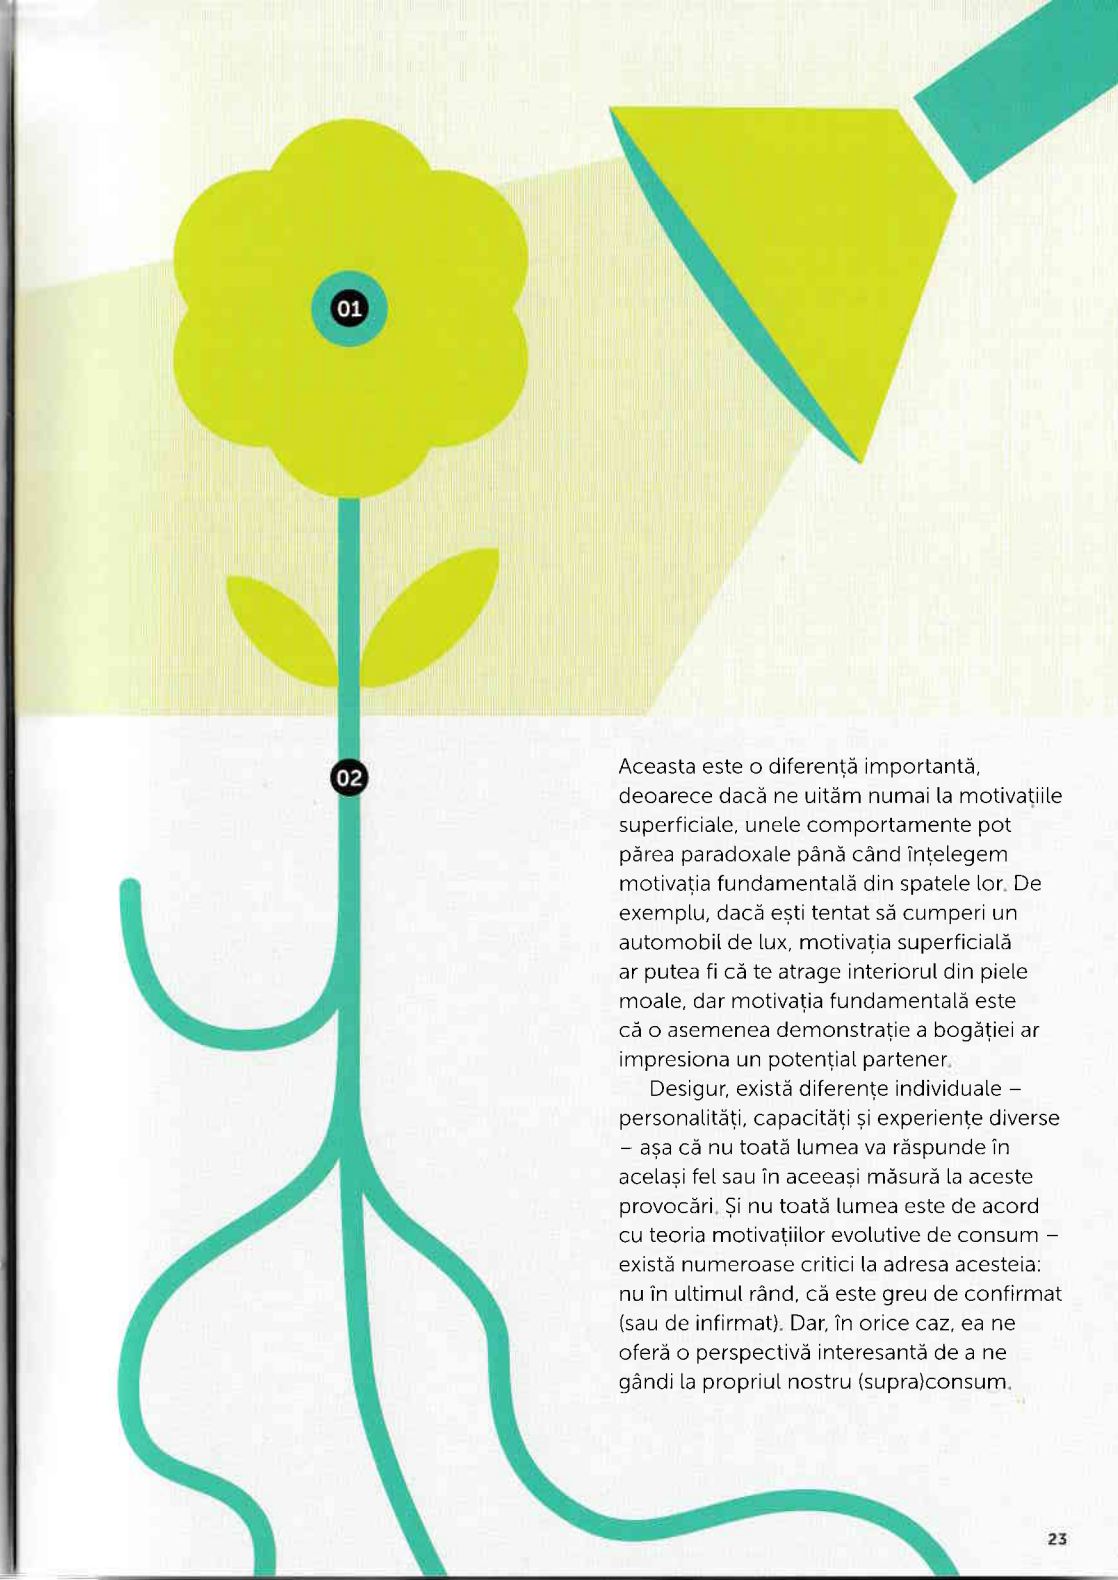 01
02
Aceasta este o diferență importantă,
deoarece dacă ne uităm numai la motivațiile
superficiale, unele comportamente pot
părea paradoxale până când înțelegem
motivația fundamentală din spatele lor. De
exemplu, dacă ești tentat să cumperi un
automobil de lux, motivația superficială
ar putea fi că te atrage interiorul din piele
moale, dar motivația fundamentală este
că o asemenea demonstrație a bogăției ar
impresiona un potențial partener.
Desigur, există diferențe individuale –
personalități, capacități și experiențe diverse
– așa că nu toată lumea va răspunde în
același fel sau în aceeași măsură la aceste
provocări. Și nu toată lumea este de acord
cu teoria motivațiilor evolutive de consum –
există numeroase critici la adresa acesteia:
nu în ultimul rând, că este greu de confirmat
(sau de infirmat). Dar, în orice caz, ea ne
oferă o perspectivă interesantă de a ne
gândi la propriul nostru (supra)consum.
23